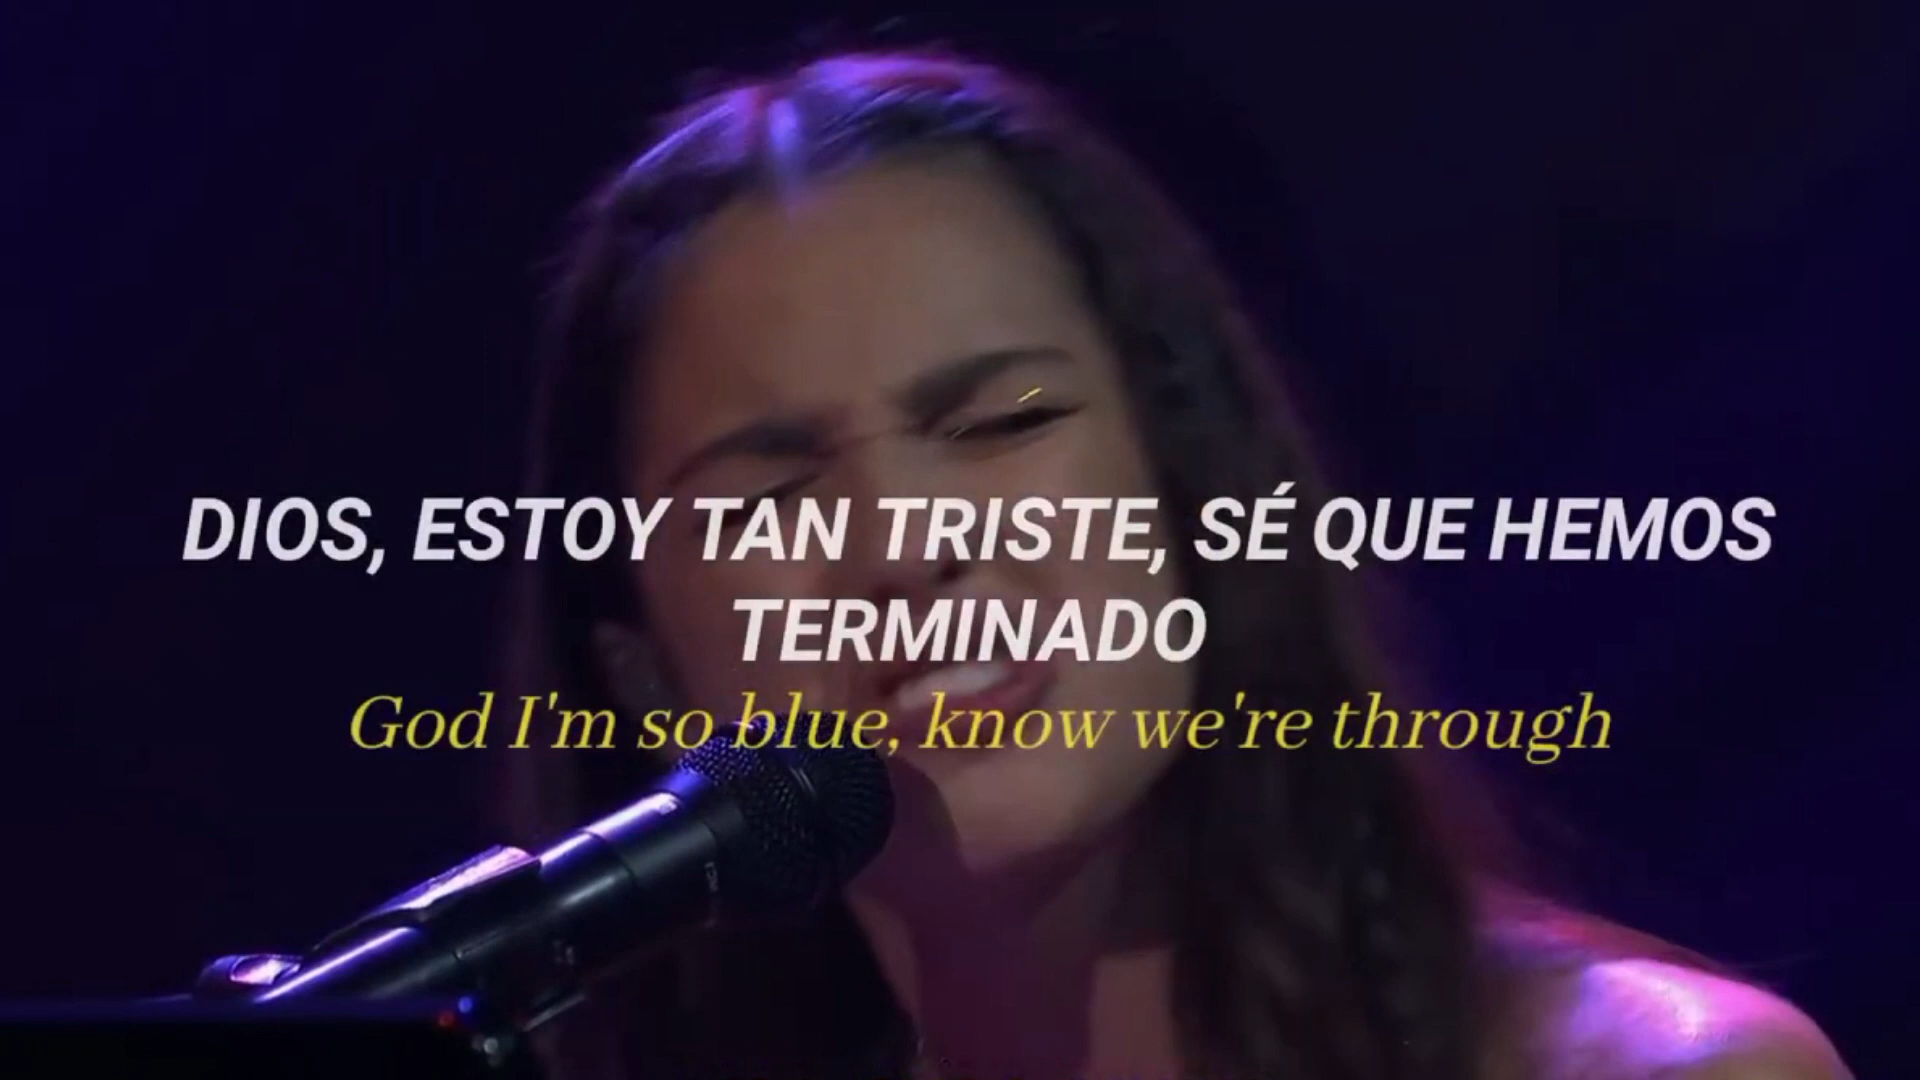 DIOS, ESTOY TAN TRISTE, SÉ QUE HEMOS
TERMINADO
God I'm so blue, know we're through